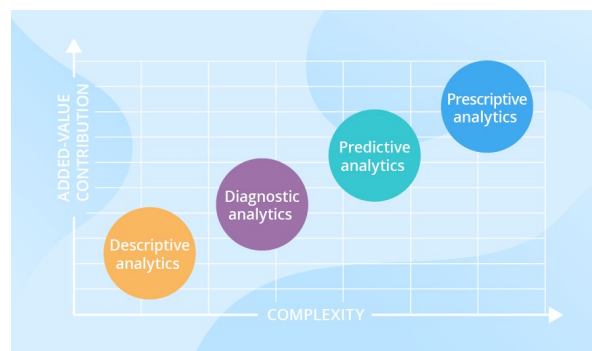 ADDED-VALUE
CONTRIBUTION
Prescriptive
analytics
Predictive
analytics
Diagnostic
analytics
Descriptive
analytics
COMPLEXITY